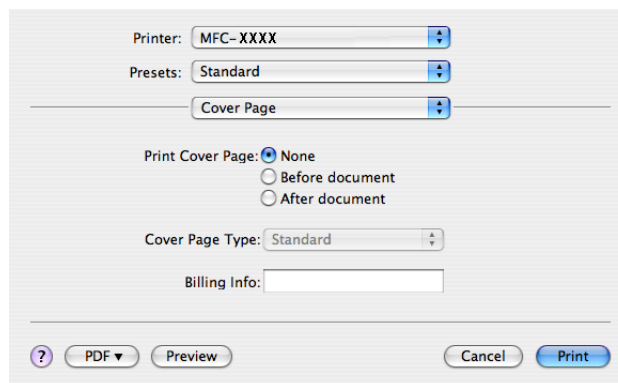 Printer: MFC-XXXX
Presets: Standard
Cover Page
Print Cover Page: None
Before document
After document
Cover Page Type: Standard
Billing Info:
? PDF ▼ Preview Cancel Print